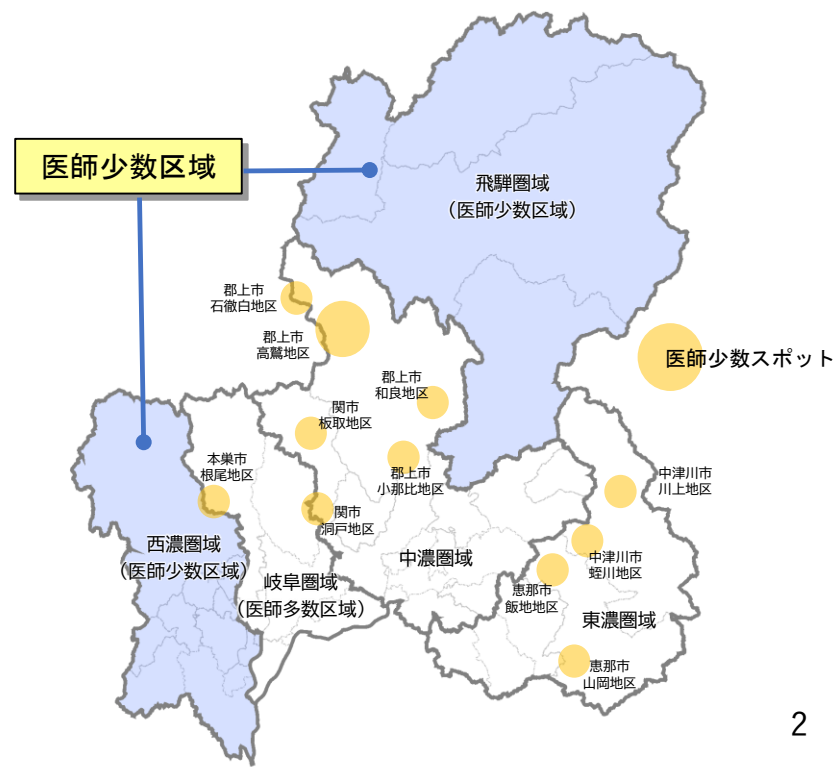 医師少数区域
飛騨圏域
（医師少数区域）
郡上市
石徹白地区
郡上市
高鷲地区
医師少数スポット
郡上市
和良地区
関市
板取地区
本巣市
根尾地区
郡上市
小那比地区
中津川市
川上地区
関市
洞戸地区
西濃圏域
（医師少数区域）
中濃圏域
中津川市
蛭川地区
岐阜圏域
（医師多数区域）
恵那市
飯地地区
東濃圏域
恵那市
山岡地区
2